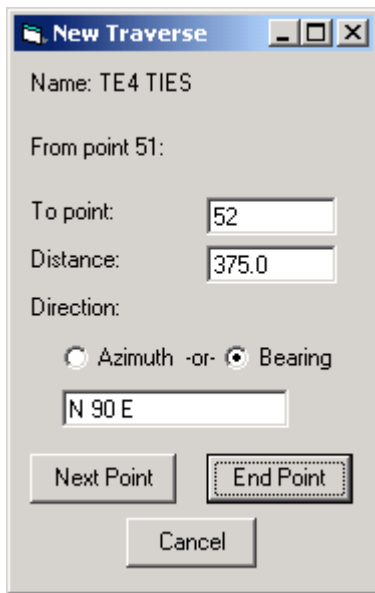 New Traverse
Name: TE4 TIES
From point 51:
To point: 52
Distance: 375.0
Direction:
Azimuth -or- Bearing
N 90 E
Next Point End Point
Cancel